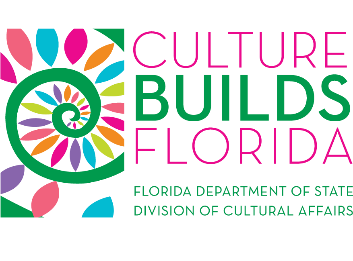 CULTURE
BUILDS
FLORIDA
FLORIDA DEPARTMENT OF STATE
DIVISION OF CULTURAL AFFAIRS